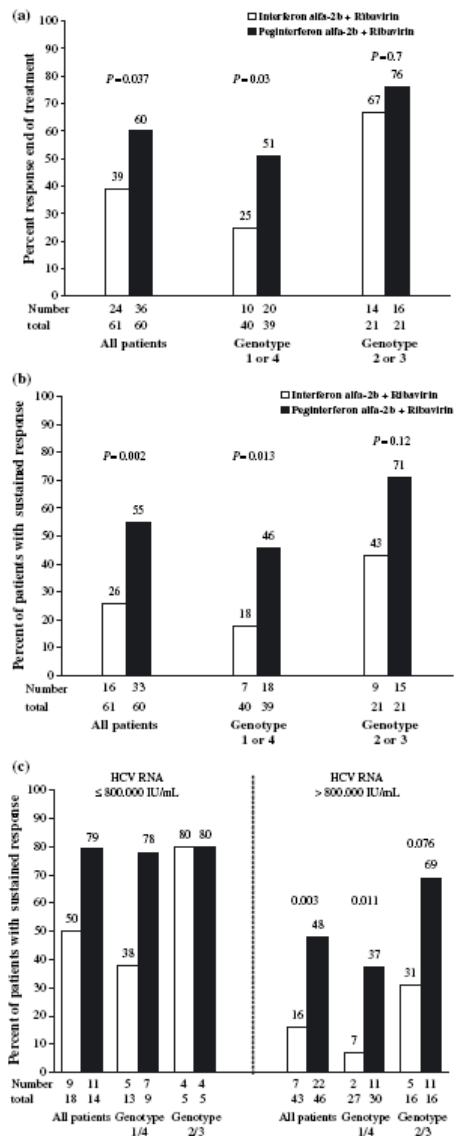 (a)
Interferon alfa-2b + Ribavirin
Peginterferon alfa-2b + Ribavirin
Percent response end of treatment
100
90
80
70
60
50
40
30
20
10
0
P=0.037
P=0.03
P=0.7
39
60
25
51
67
76
Number 24 36 10 20 14 16
total 61 60 40 39 21 21
All patients Genotype Genotype
1 or 4 2 or 3
(b)
Interferon alfa-2b + Ribavirin
Peginterferon alfa-2b + Ribavirin
Percent of patients with sustained response
100
90
80
70
60
50
40
30
20
10
0
P=0.002
P=0.013
P=0.12
26
55
18
46
43
71
Number 16 33 7 18 9 15
total 61 60 40 39 21 21
All patients Genotype Genotype
1 or 4 2 or 3
(c)
HCV RNA
≤ 800.000 IU/mL
HCV RNA
> 800.000 IU/mL
Percent of patients with sustained response
100
90
80
70
60
50
40
30
20
10
0
50
79
38
78
80 80
0.003
0.011
0.076
16
48
7
37
31
69
Number 9 11 5 7 4 4 7 22 2 11 5 11
total 18 14 13 9 5 5 43 46 27 30 16 16
All patients Genotype Genotype All patients Genotype Genotype
1/4 2/3 1/4 2/3